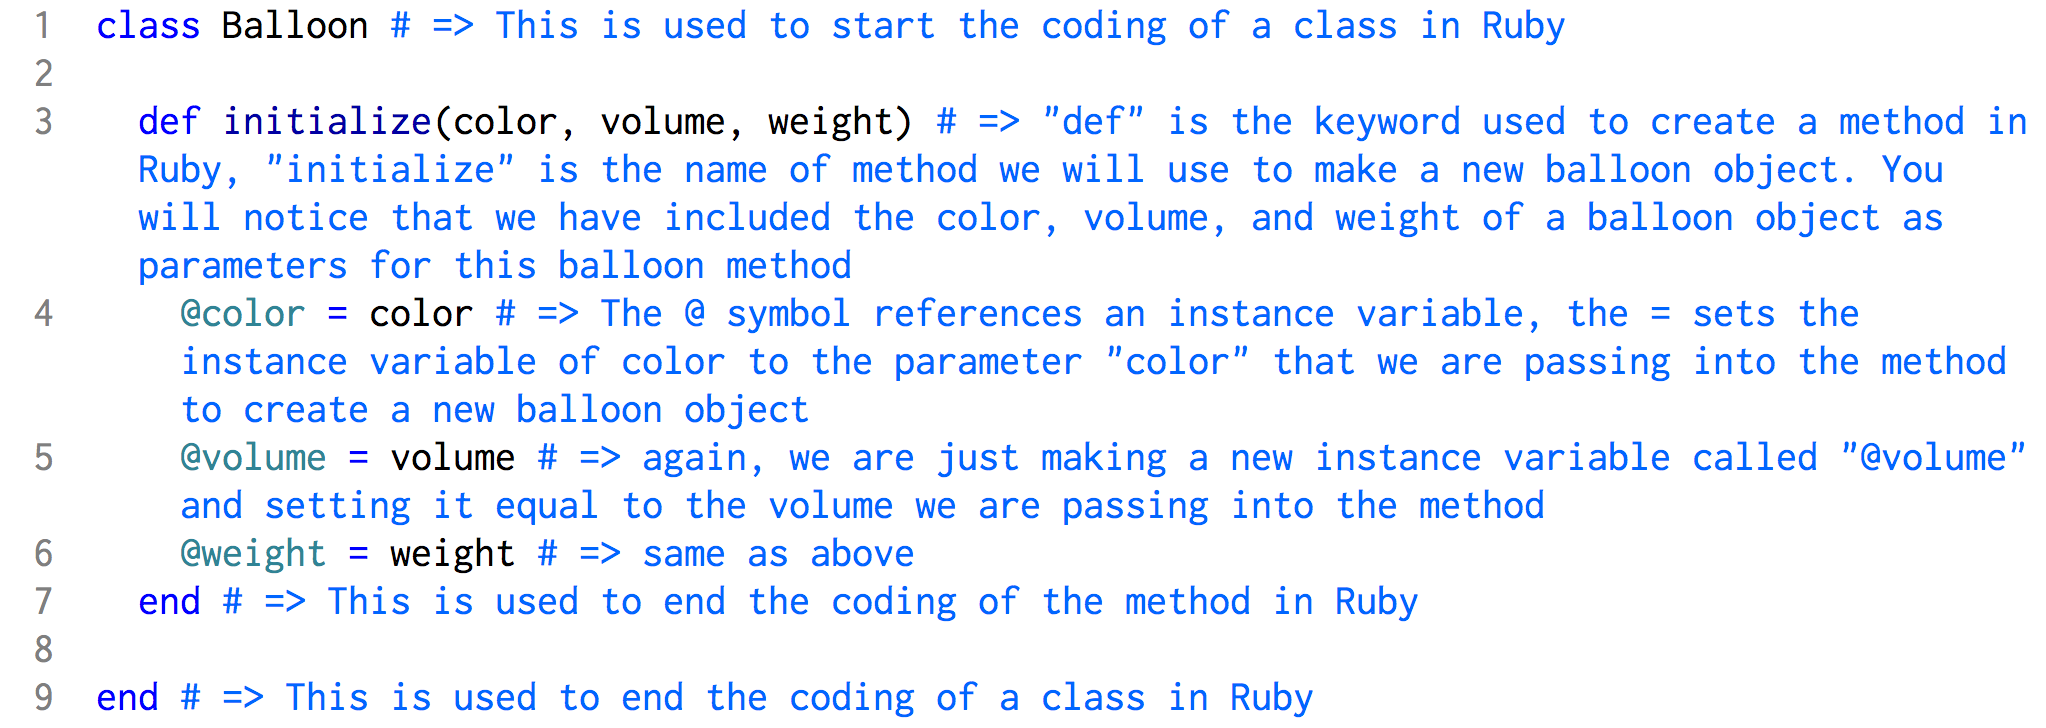 1 class Balloon # => This is used to start the coding of a class in Ruby
2
3 def initialize(color, volume, weight) # => "def" is the keyword used to create a method in
Ruby, "initialize" is the name of method we will use to make a new balloon object. You
will notice that we have included the color, volume, and weight of a balloon object as
parameters for this balloon method
4 @color = color # => The @ symbol references an instance variable, the = sets the
instance variable of color to the parameter "color" that we are passing into the method
to create a new balloon object
5 @volume = volume # => again, we are just making a new instance variable called "@volume"
and setting it equal to the volume we are passing into the method
6 @weight = weight # => same as above
7 end # => This is used to end the coding of the method in Ruby
8
9 end # => This is used to end the coding of a class in Ruby